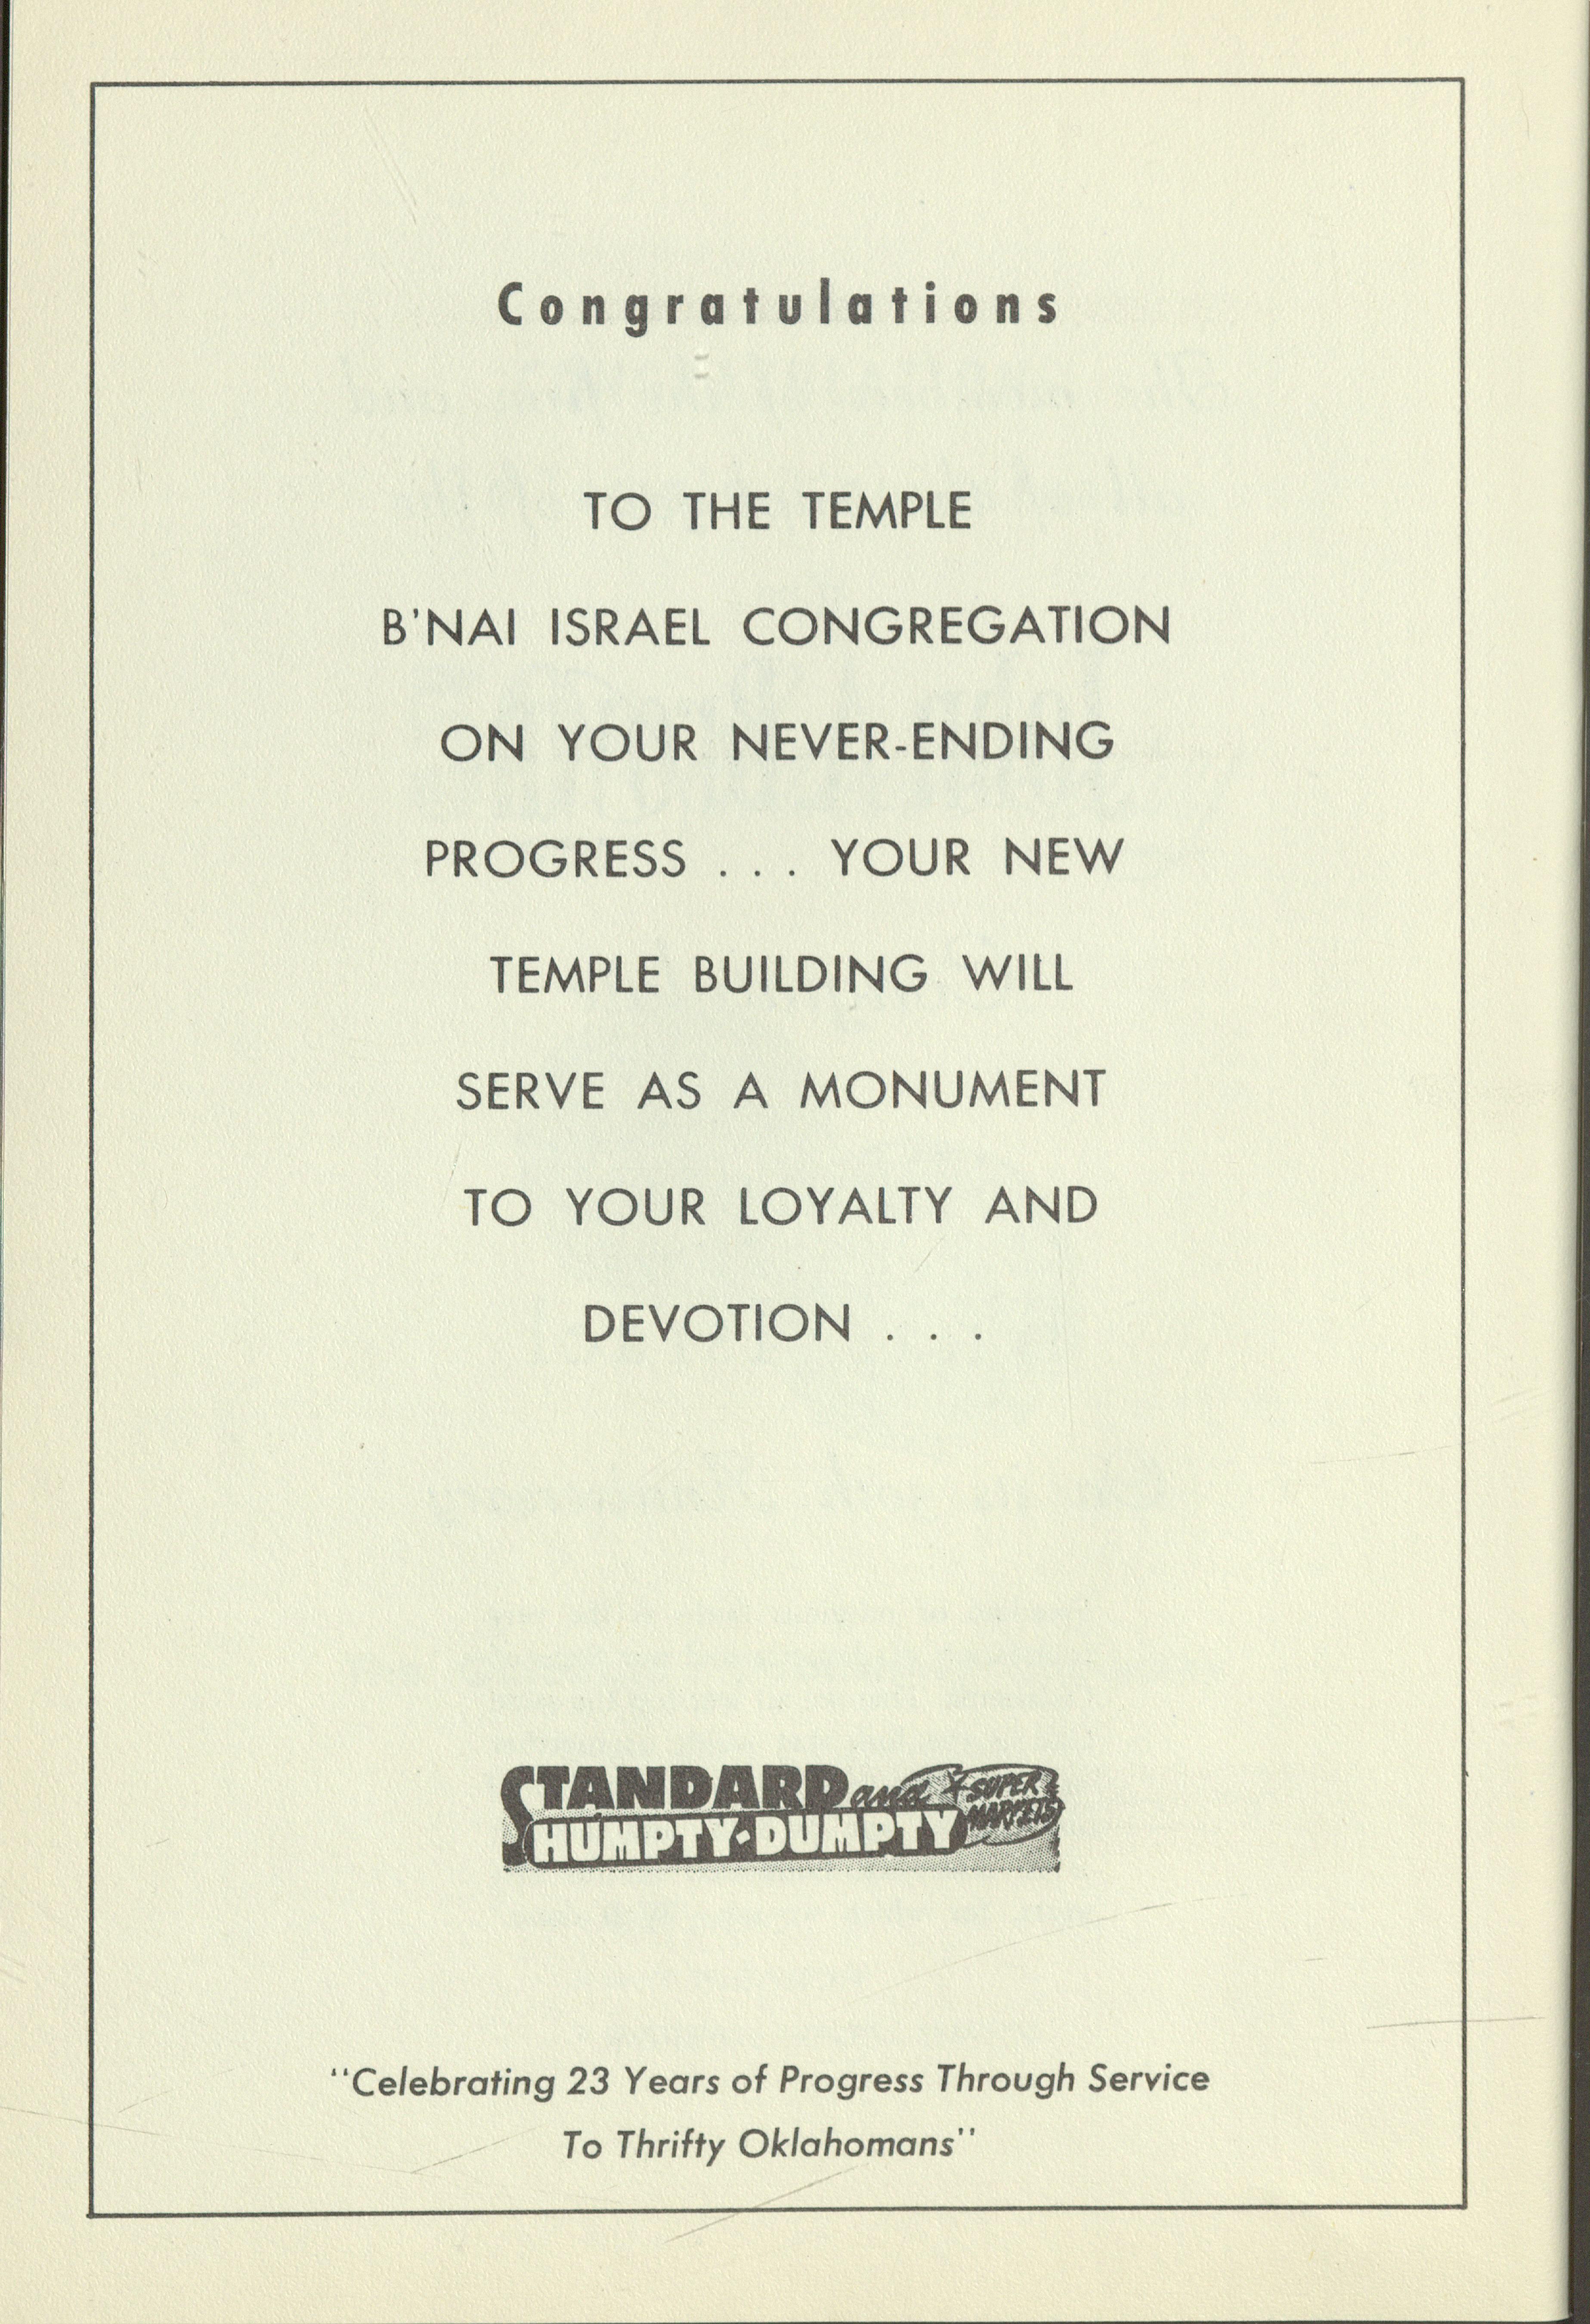 Congratulations
TO THE TEMPLE
B'NAI ISRAEL CONGREGATION
ON YOUR NEVER-ENDING
PROGRESS . . . YOUR NEW
TEMPLE BUILDING WILL
SERVE AS A MONUMENT
TO YOUR LOYALTY AND
DEVOTION . . .
STANDARD and SUPER
HUMPTY-DUMPTY MARKETS
"Celebrating 23 Years of Progress Through Service
To Thrifty Oklahomans"